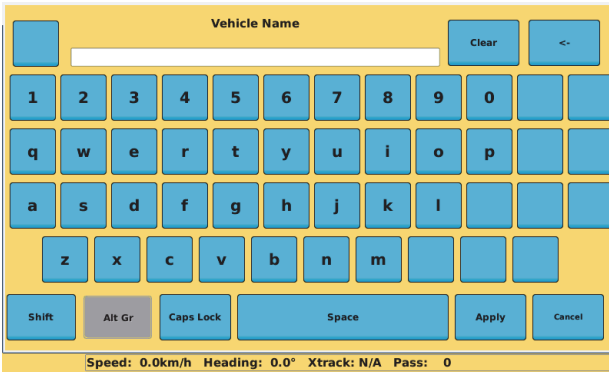 Vehicle Name
Clear <-
1 2 3 4 5 6 7 8 9 0
q w e r t y u i o p
a s d f g h j k l
z x c v b n m
Shift Alt Gr Caps Lock Space Apply Cancel
Speed: 0.0km/h Heading: 0.0° Xtrack: N/A Pass: 0